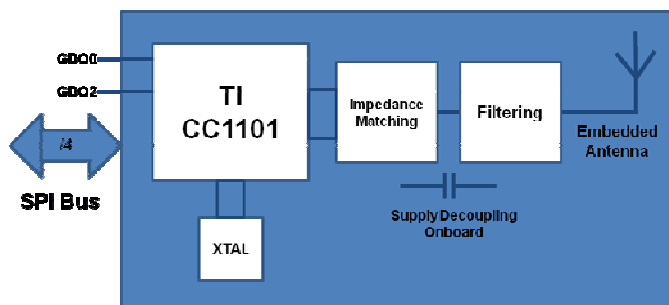 GDO0
GDO2
/4
SPI Bus
TI
CC1101
XTAL
Impedance
Matching
Filtering
Embedded
Antenna
Supply Decoupling
Onboard